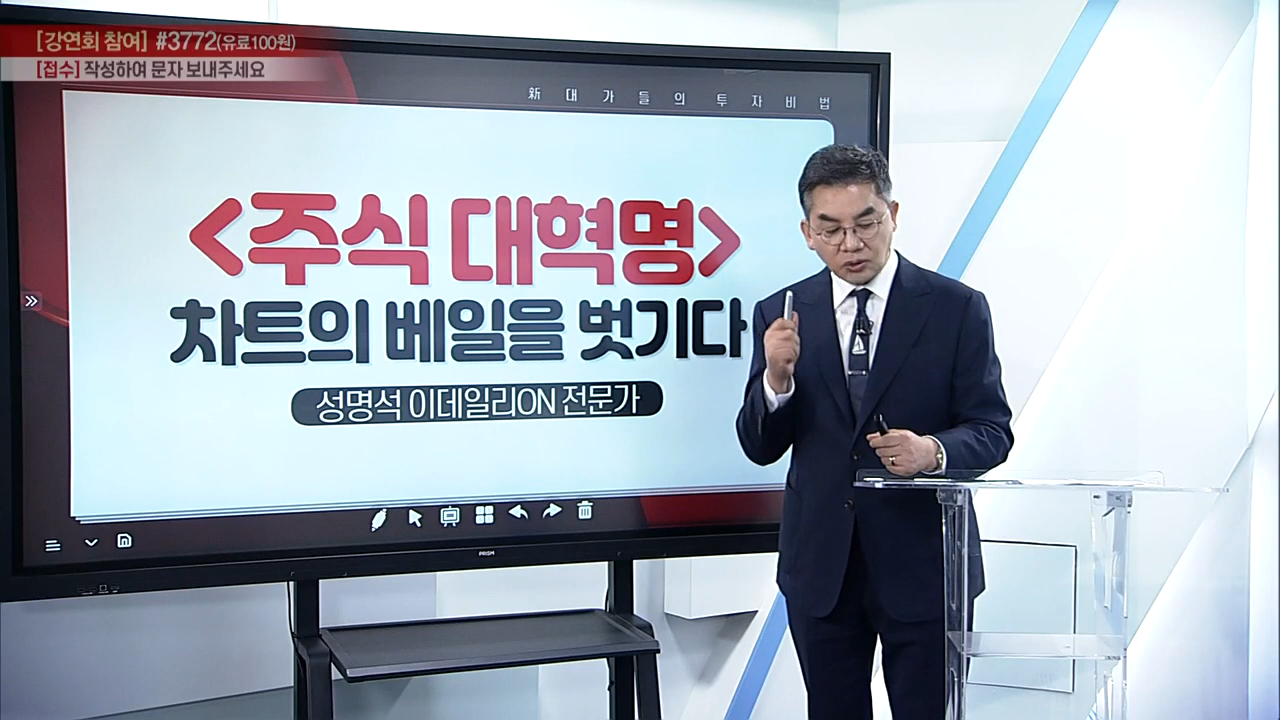 [강연회 참여] #3772(유료100원)
[접수] 작성하여 문자 보내주세요
新대가들의투자비법
<주식 대혁명>
차트의 베일을 벗기다
성명석 이데일리ON 전문가
PRISM